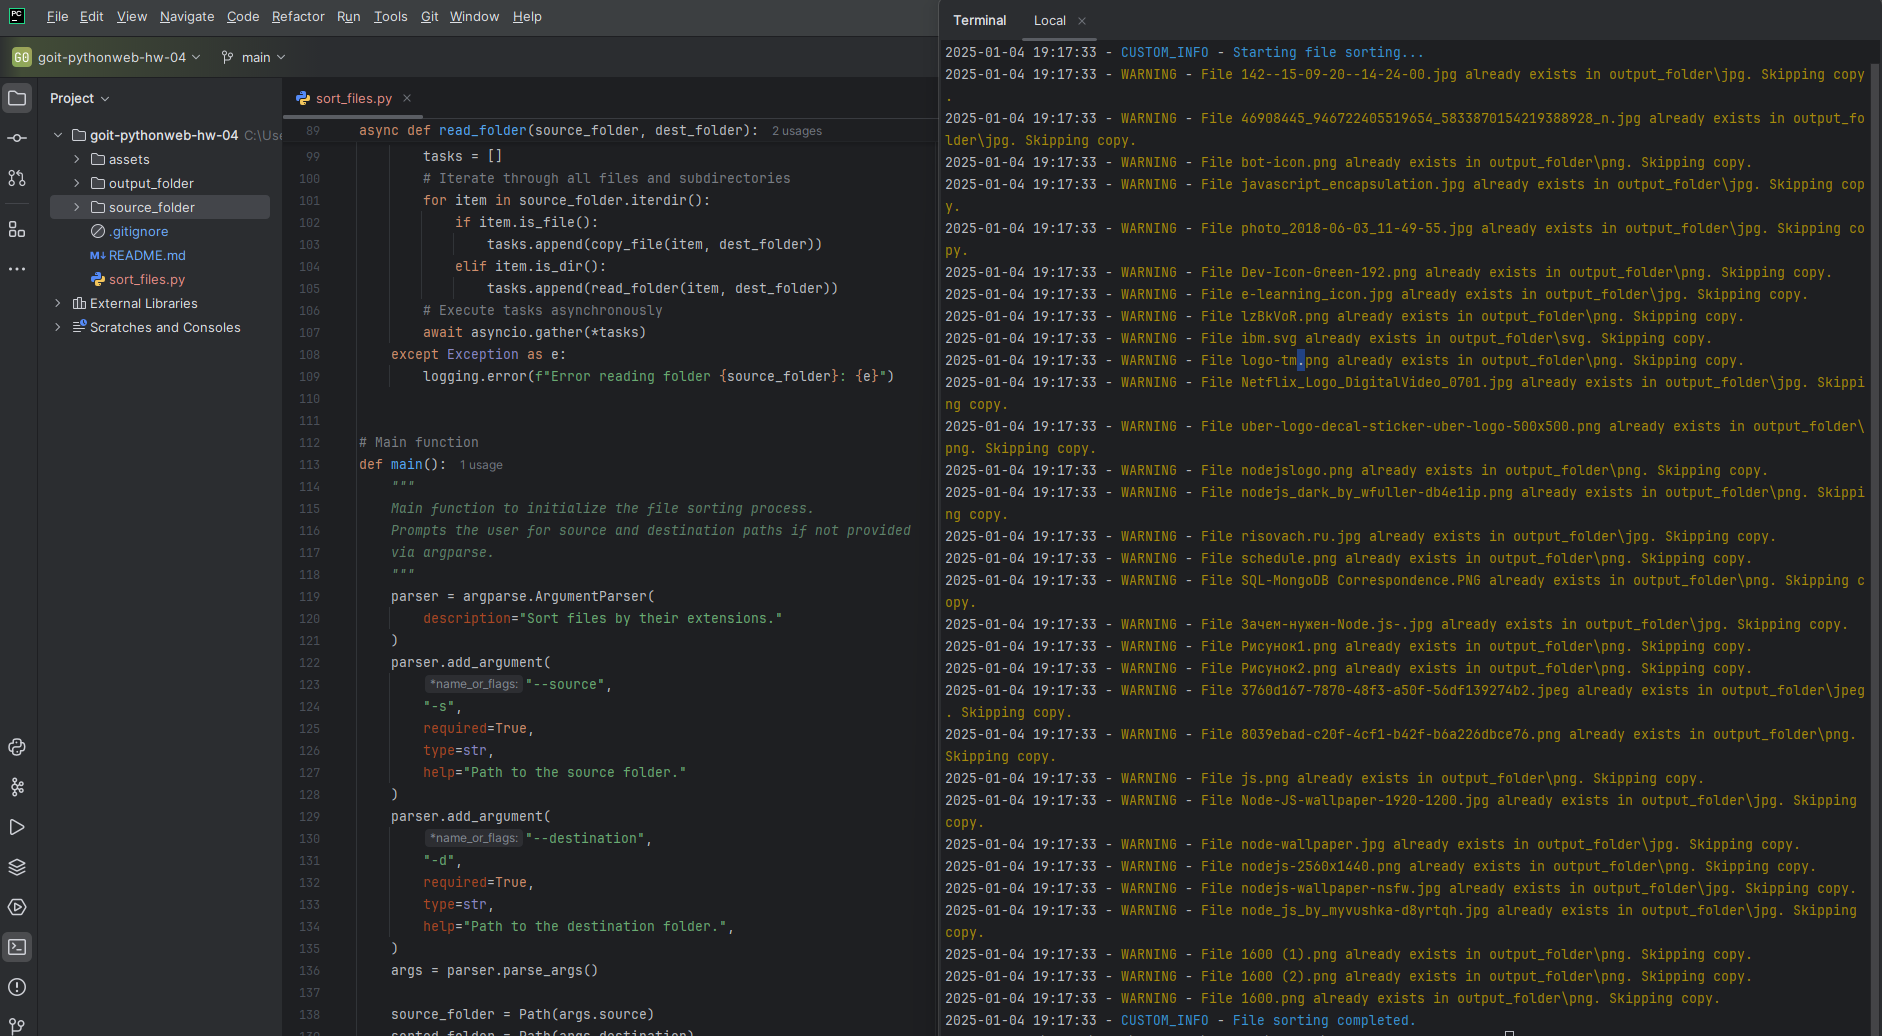 File Edit View Navigate Code Refactor Run Tools Git Window Help
GO goit-pythonweb-hw-04 main
Project
goit-pythonweb-hw-04 C:\Use
assets
output_folder
source_folder
.gitignore
M↓ README.md
sort_files.py
External Libraries
Scratches and Consoles
sort_files.py
89 async def read_folder(source_folder, dest_folder): 2 usages
99 tasks = []
100 # Iterate through all files and subdirectories
101 for item in source_folder.iterdir():
102 if item.is_file():
103 tasks.append(copy_file(item, dest_folder))
104 elif item.is_dir():
105 tasks.append(read_folder(item, dest_folder))
106 # Execute tasks asynchronously
107 await asyncio.gather(*tasks)
108 except Exception as e:
109 logging.error(f"Error reading folder {source_folder}: {e}")
110
111
112 # Main function
113 def main(): 1 usage
114 """
115 Main function to initialize the file sorting process.
116 Prompts the user for source and destination paths if not provided
117 via argparse.
118 """
119 parser = argparse.ArgumentParser(
120 description="Sort files by their extensions."
121 )
122 parser.add_argument(
123 *name_or_flags: "--source",
124 "-s",
125 required=True,
126 type=str,
127 help="Path to the source folder."
128 )
129 parser.add_argument(
130 *name_or_flags: "--destination",
131 "-d",
132 required=True,
133 type=str,
134 help="Path to the destination folder.",
135 )
136 args = parser.parse_args()
137
138 source_folder = Path(args.source)
139 sorted_folder = Path(args.destination)
Terminal Local
2025-01-04 19:17:33 - CUSTOM_INFO - Starting file sorting...
2025-01-04 19:17:33 - WARNING - File 142--15-09-20--14-24-00.jpg already exists in output_folder\jpg. Skipping copy
.
2025-01-04 19:17:33 - WARNING - File 46908445_946722405519654_5833870154219388928_n.jpg already exists in output_fo
lder\jpg. Skipping copy.
2025-01-04 19:17:33 - WARNING - File bot-icon.png already exists in output_folder\png. Skipping copy.
2025-01-04 19:17:33 - WARNING - File javascript_encapsulation.jpg already exists in output_folder\jpg. Skipping cop
y.
2025-01-04 19:17:33 - WARNING - File photo_2018-06-03_11-49-55.jpg already exists in output_folder\jpg. Skipping co
py.
2025-01-04 19:17:33 - WARNING - File Dev-Icon-Green-192.png already exists in output_folder\png. Skipping copy.
2025-01-04 19:17:33 - WARNING - File e-learning_icon.jpg already exists in output_folder\jpg. Skipping copy.
2025-01-04 19:17:33 - WARNING - File lzBkVoR.png already exists in output_folder\png. Skipping copy.
2025-01-04 19:17:33 - WARNING - File ibm.svg already exists in output_folder\svg. Skipping copy.
2025-01-04 19:17:33 - WARNING - File logo-tm.png already exists in output_folder\png. Skipping copy.
2025-01-04 19:17:33 - WARNING - File Netflix_Logo_DigitalVideo_0701.jpg already exists in output_folder\jpg. Skippi
ng copy.
2025-01-04 19:17:33 - WARNING - File uber-logo-decal-sticker-uber-logo-500x500.png already exists in output_folder\
png. Skipping copy.
2025-01-04 19:17:33 - WARNING - File nodejslogo.png already exists in output_folder\png. Skipping copy.
2025-01-04 19:17:33 - WARNING - File nodejs_dark_by_wfuller-db4e1ip.png already exists in output_folder\png. Skippi
ng copy.
2025-01-04 19:17:33 - WARNING - File risovach.ru.jpg already exists in output_folder\jpg. Skipping copy.
2025-01-04 19:17:33 - WARNING - File schedule.png already exists in output_folder\png. Skipping copy.
2025-01-04 19:17:33 - WARNING - File SQL-MongoDB Correspondence.PNG already exists in output_folder\png. Skipping c
opy.
2025-01-04 19:17:33 - WARNING - File Зачем-нужен-Node.js-.jpg already exists in output_folder\jpg. Skipping copy.
2025-01-04 19:17:33 - WARNING - File Рисунок1.png already exists in output_folder\png. Skipping copy.
2025-01-04 19:17:33 - WARNING - File Рисунок2.png already exists in output_folder\png. Skipping copy.
2025-01-04 19:17:33 - WARNING - File 3760d167-7870-48f3-a50f-56df139274b2.jpeg already exists in output_folder\jpeg
. Skipping copy.
2025-01-04 19:17:33 - WARNING - File 8039ebad-c20f-4cf1-b42f-b6a226dbce76.png already exists in output_folder\png.
Skipping copy.
2025-01-04 19:17:33 - WARNING - File js.png already exists in output_folder\png. Skipping copy.
2025-01-04 19:17:33 - WARNING - File Node-JS-wallpaper-1920-1200.jpg already exists in output_folder\jpg. Skipping
copy.
2025-01-04 19:17:33 - WARNING - File node-wallpaper.jpg already exists in output_folder\jpg. Skipping copy.
2025-01-04 19:17:33 - WARNING - File nodejs-2560x1440.png already exists in output_folder\png. Skipping copy.
2025-01-04 19:17:33 - WARNING - File nodejs-wallpaper-nsfw.jpg already exists in output_folder\jpg. Skipping copy.
2025-01-04 19:17:33 - WARNING - File node_js_by_myvushka-d8yrtqh.jpg already exists in output_folder\jpg. Skipping
copy.
2025-01-04 19:17:33 - WARNING - File 1600 (1).png already exists in output_folder\png. Skipping copy.
2025-01-04 19:17:33 - WARNING - File 1600 (2).png already exists in output_folder\png. Skipping copy.
2025-01-04 19:17:33 - WARNING - File 1600.png already exists in output_folder\png. Skipping copy.
2025-01-04 19:17:33 - CUSTOM_INFO - File sorting completed.